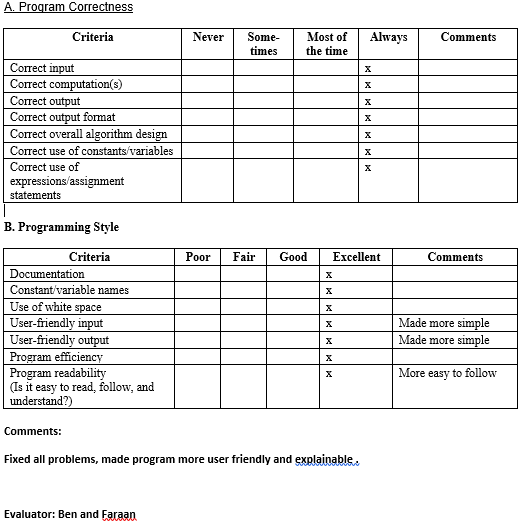 A. Program Correctness
Criteria Never Some- Most of Always Comments
times the time
Correct input x
Correct computation(s) x
Correct output x
Correct output format x
Correct overall algorithm design x
Correct use of constants/variables x
Correct use of x
expressions/assignment
statements
B. Programming Style
Criteria Poor Fair Good Excellent Comments
Documentation x
Constant/variable names x
Use of white space x
User-friendly input x Made more simple
User-friendly output x Made more simple
Program efficiency x
Program readability x More easy to follow
(Is it easy to read, follow, and
understand?)
Comments:
Fixed all problems, made program more user friendly and explainable.
Evaluator: Ben and Faraan